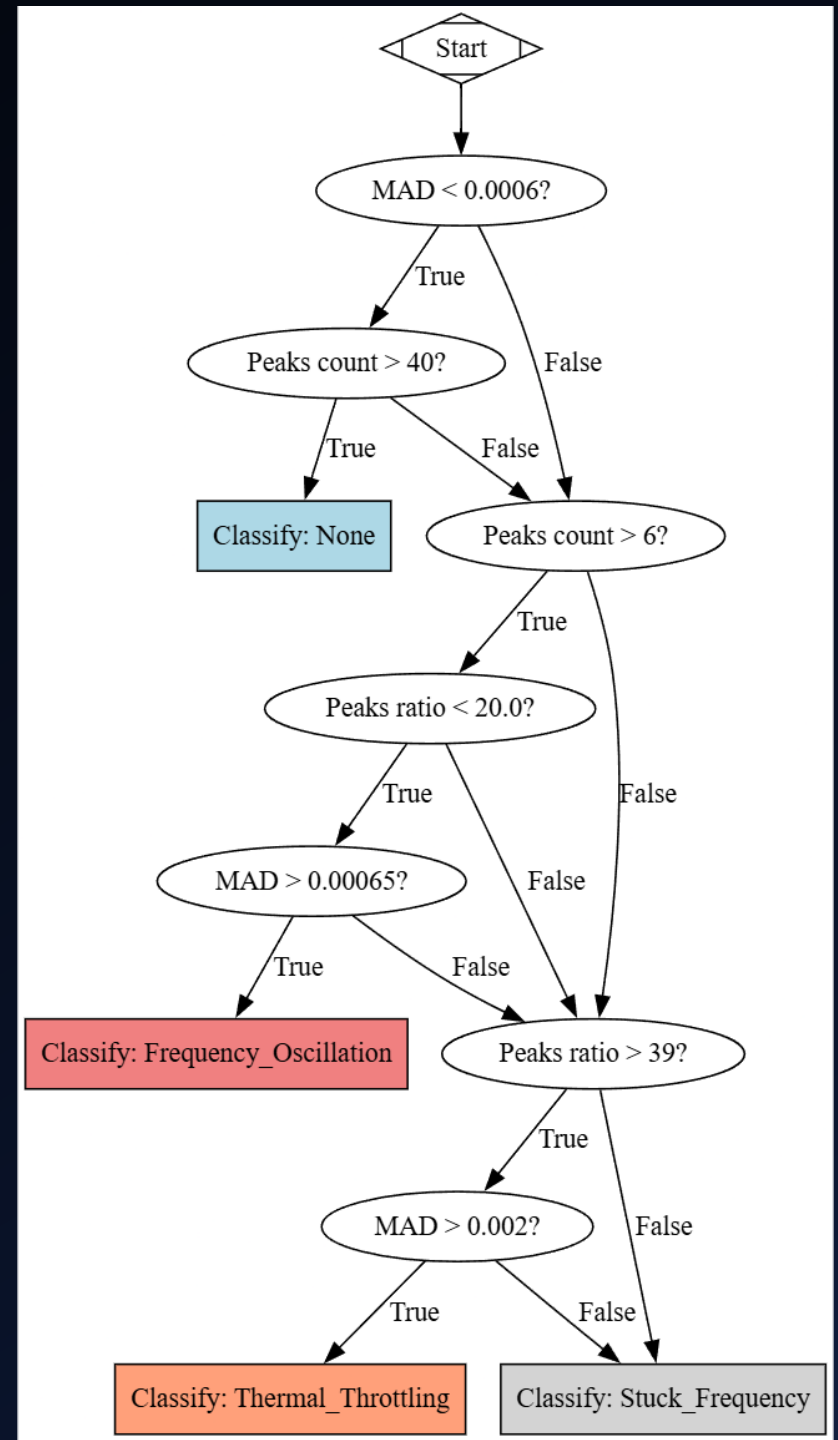 Start
MAD < 0.0006?
True
Peaks count > 40?
False
True
False
Classify: None
Peaks count > 6?
True
Peaks ratio < 20.0?
True
False
MAD > 0.00065?
False
True
False
Classify: Frequency_Oscillation
Peaks ratio > 39?
True
MAD > 0.002?
False
True
False
Classify: Thermal_Throttling
Classify: Stuck_Frequency